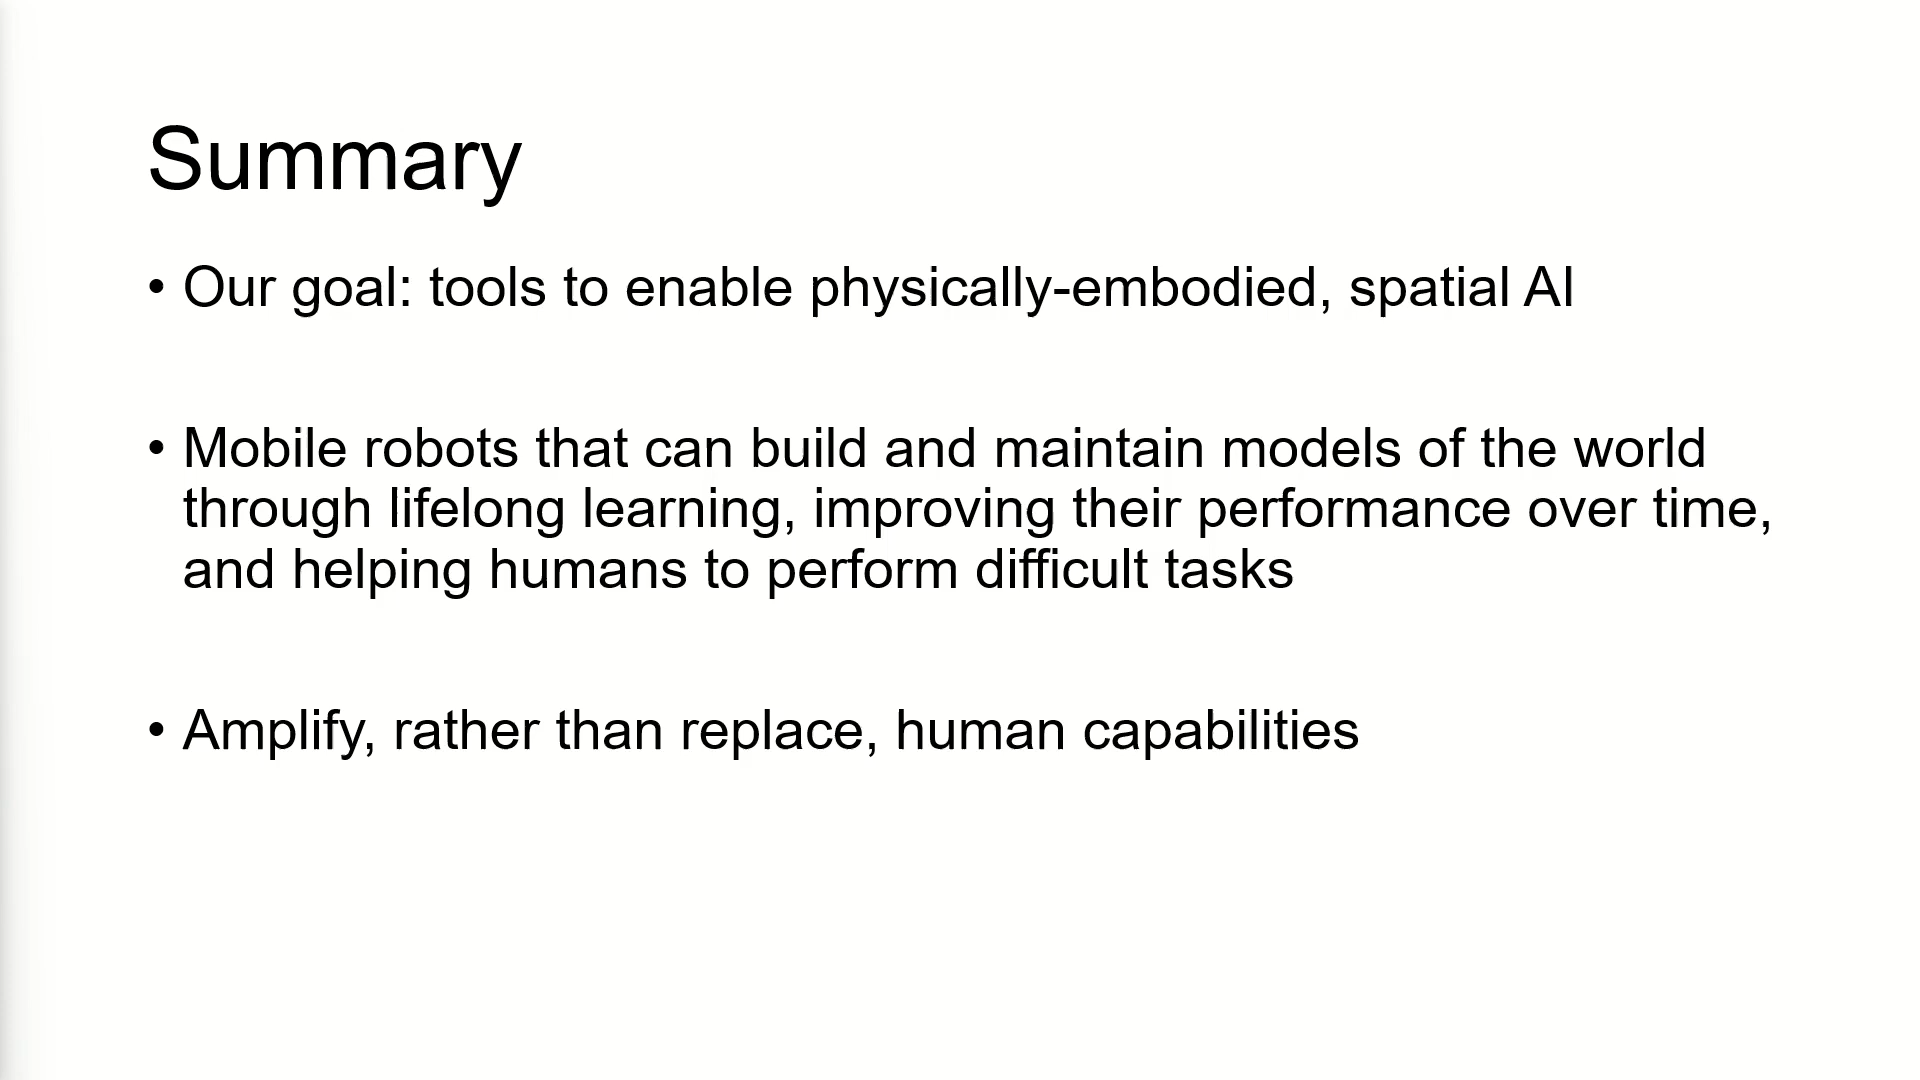 Summary
• Our goal: tools to enable physically-embodied, spatial AI
• Mobile robots that can build and maintain models of the world
through lifelong learning, improving their performance over time,
and helping humans to perform difficult tasks
• Amplify, rather than replace, human capabilities